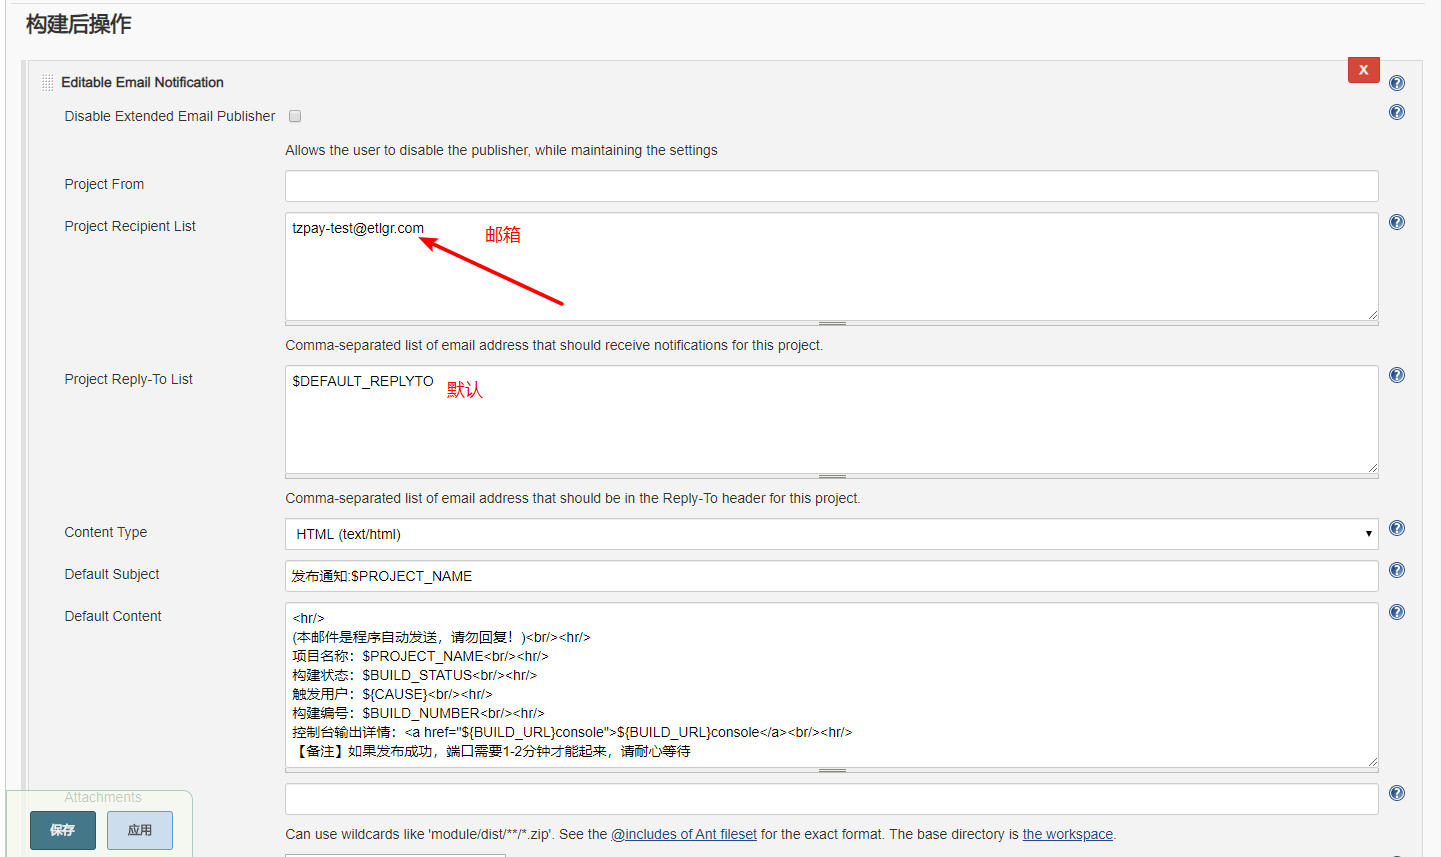 构建后操作
Editable Email Notification
X
Disable Extended Email Publisher
Allows the user to disable the publisher, while maintaining the settings
Project From
Project Recipient List
tzpay-test@etlgr.com
邮箱
Comma-separated list of email address that should receive notifications for this project.
Project Reply-To List
$DEFAULT_REPLYTO
默认
Comma-separated list of email address that should be in the Reply-To header for this project.
Content Type
HTML (text/html)
Default Subject
发布通知:$PROJECT_NAME
Default Content
<hr/>
(本邮件是程序自动发送，请勿回复！)<br/><hr/>
项目名称：$PROJECT_NAME<br/><hr/>
构建状态：$BUILD_STATUS<br/><hr/>
触发用户：${CAUSE}<br/><hr/>
构建编号：$BUILD_NUMBER<br/><hr/>
控制台输出详情：<a href="${BUILD_URL}console">${BUILD_URL}console</a><br/><hr/>
【备注】如果发布成功，端口需要1-2分钟才能起来，请耐心等待
Attachments
Can use wildcards like 'module/dist/**/*.zip'. See the @includes of Ant fileset for the exact format. The base directory is the workspace.
保存
应用